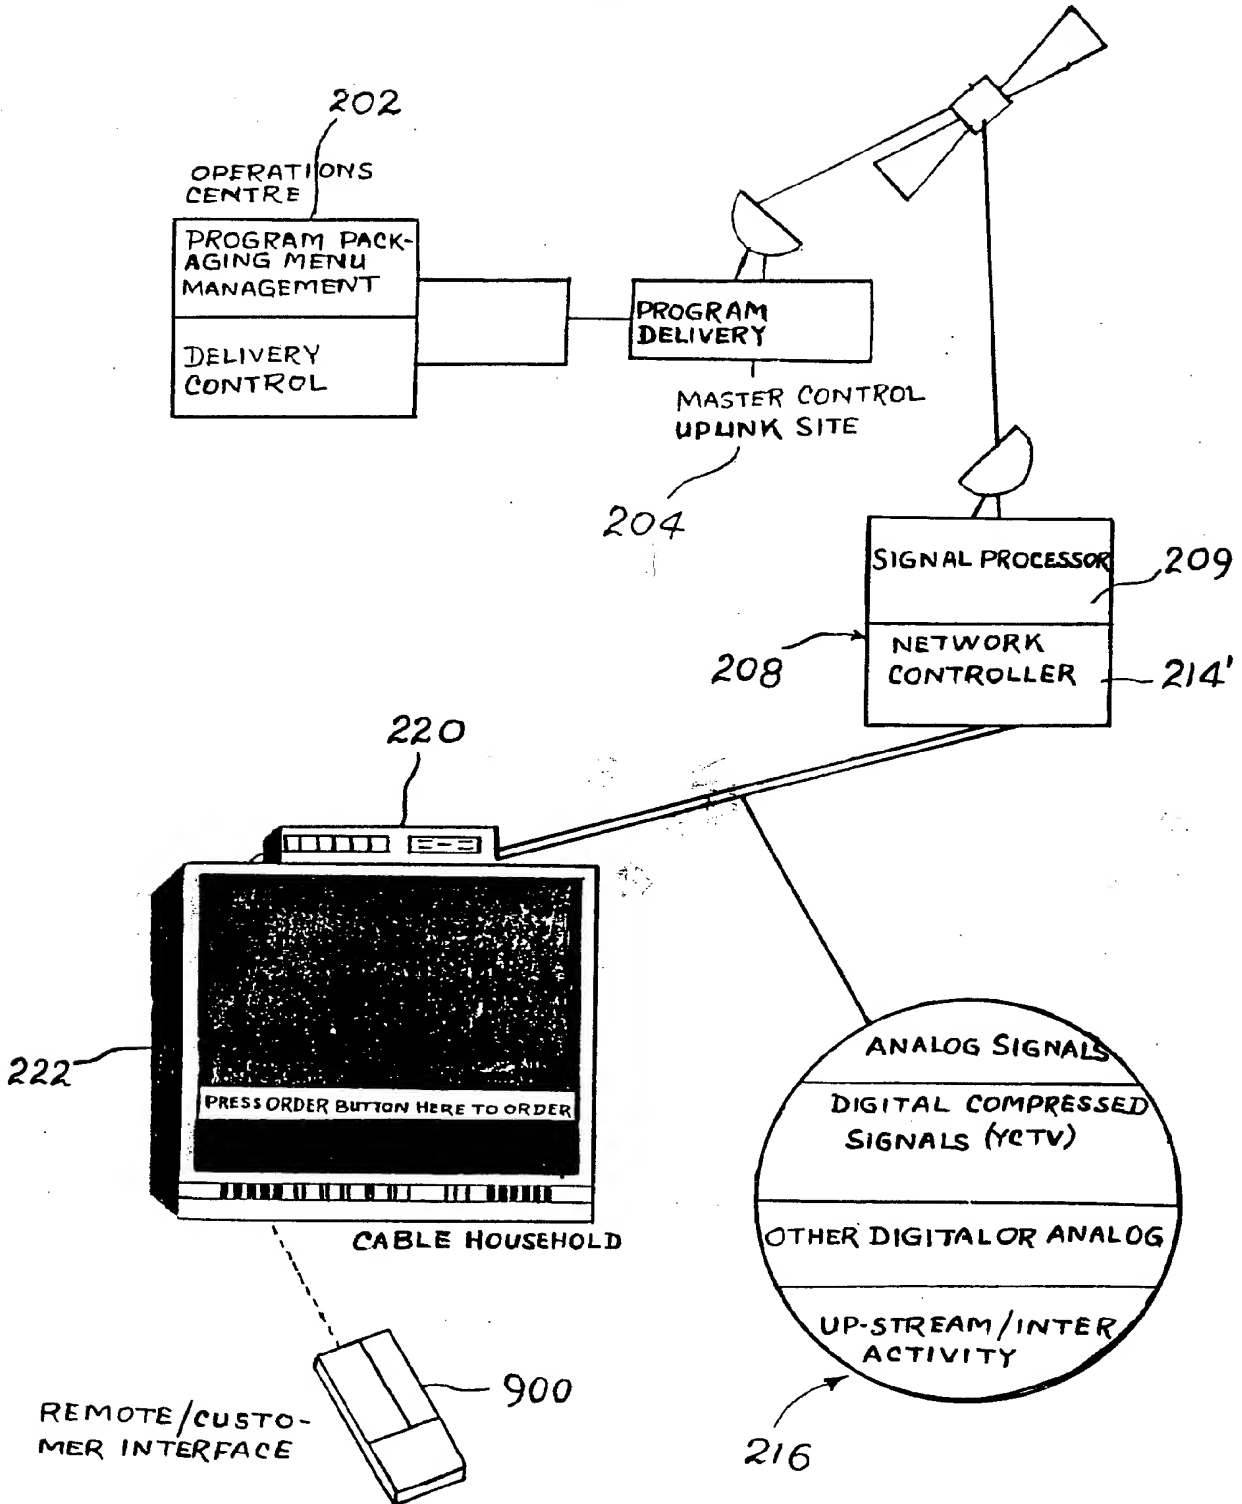 202
OPERATIONS
CENTRE
PROGRAM PACK-
AGING MENU
MANAGEMENT
DELIVERY
CONTROL
PROGRAM
DELIVERY
MASTER CONTROL
UPLINK SITE
204
SIGNAL PROCESSOR
209
NETWORK
CONTROLLER
208
214'
220
222
PRESS ORDER BUTTON HERE TO ORDER
CABLE HOUSEHOLD
ANALOG SIGNALS
DIGITAL COMPRESSED
SIGNALS (YCTV)
OTHER DIGITAL OR ANALOG
UP-STREAM/INTER
ACTIVITY
216
900
REMOTE/CUSTO-
MER INTERFACE